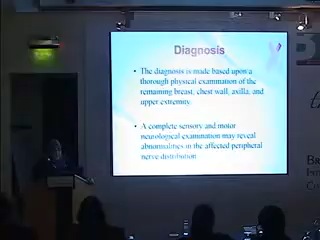 Diagnosis
• The diagnosis is made based upon a
thorough physical examination of the
remaining breast, chest wall, axilla, and
upper extremity.
• A complete sensory and motor
neurological examination may reveal
abnormalities in the affected peripheral
nerve distribution